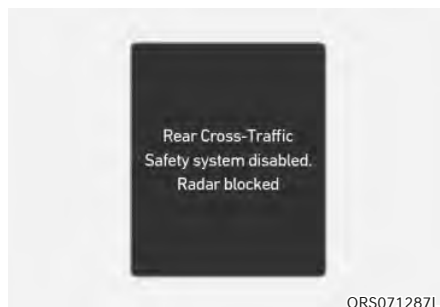 Rear Cross-Traffic
Safety system disabled.
Radar blocked
ORS071287L